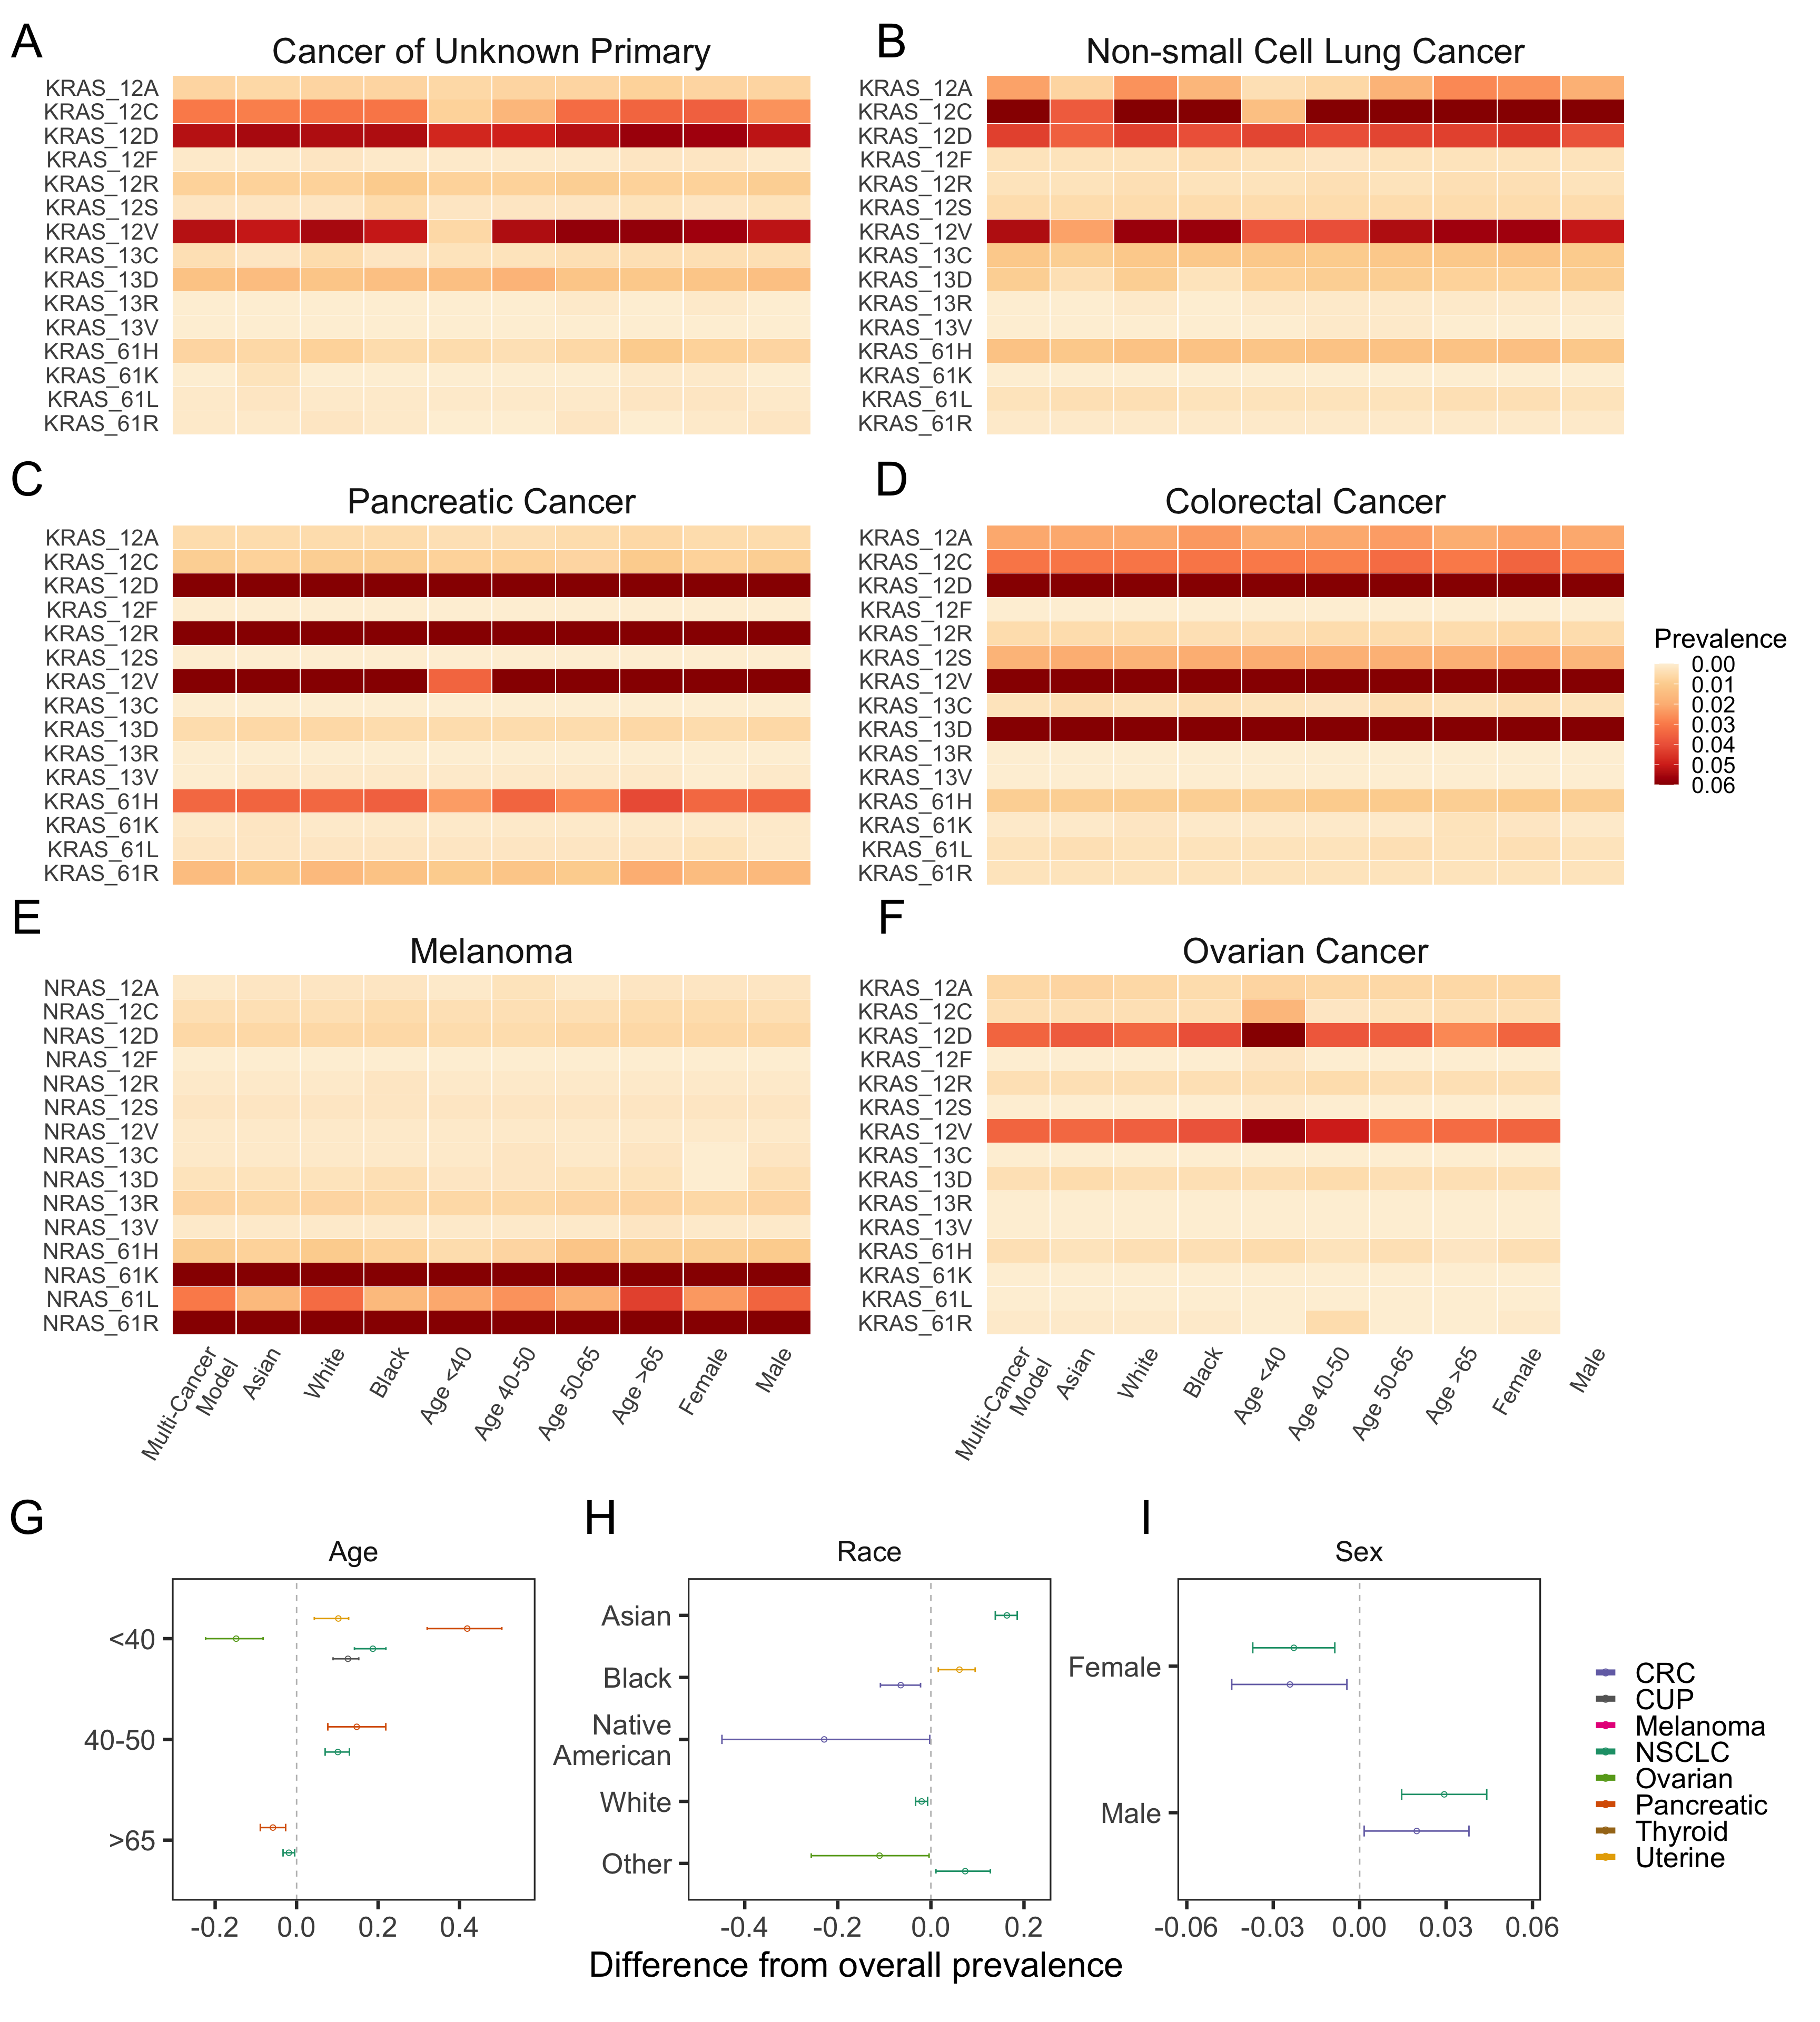 A
Cancer of Unknown Primary
KRAS_12A
KRAS_12C
KRAS_12D
KRAS_12F
KRAS_12R
KRAS_12S
KRAS_12V
KRAS_13C
KRAS_13D
KRAS_13R
KRAS_13V
KRAS_61H
KRAS_61K
KRAS_61L
KRAS_61R
B
Non-small Cell Lung Cancer
KRAS_12A
KRAS_12C
KRAS_12D
KRAS_12F
KRAS_12R
KRAS_12S
KRAS_12V
KRAS_13C
KRAS_13D
KRAS_13R
KRAS_13V
KRAS_61H
KRAS_61K
KRAS_61L
KRAS_61R
C
Pancreatic Cancer
KRAS_12A
KRAS_12C
KRAS_12D
KRAS_12F
KRAS_12R
KRAS_12S
KRAS_12V
KRAS_13C
KRAS_13D
KRAS_13R
KRAS_13V
KRAS_61H
KRAS_61K
KRAS_61L
KRAS_61R
D
Colorectal Cancer
KRAS_12A
KRAS_12C
KRAS_12D
KRAS_12F
KRAS_12R
KRAS_12S
KRAS_12V
KRAS_13C
KRAS_13D
KRAS_13R
KRAS_13V
KRAS_61H
KRAS_61K
KRAS_61L
KRAS_61R
Prevalence
0.00
0.01
0.02
0.03
0.04
0.05
0.06
E
Melanoma
NRAS_12A
NRAS_12C
NRAS_12D
NRAS_12F
NRAS_12R
NRAS_12S
NRAS_12V
NRAS_13C
NRAS_13D
NRAS_13R
NRAS_13V
NRAS_61H
NRAS_61K
NRAS_61L
NRAS_61R
Multi-Cancer
Model
Asian
White
Black
Age <40
Age 40-50
Age 50-65
Age >65
Female
Male
F
Ovarian Cancer
KRAS_12A
KRAS_12C
KRAS_12D
KRAS_12F
KRAS_12R
KRAS_12S
KRAS_12V
KRAS_13C
KRAS_13D
KRAS_13R
KRAS_13V
KRAS_61H
KRAS_61K
KRAS_61L
KRAS_61R
Multi-Cancer
Model
Asian
White
Black
Age <40
Age 40-50
Age 50-65
Age >65
Female
Male
G
Age
<40
40-50
>65
-0.2
0.0
0.2
0.4
H
Race
Asian
Black
Native
American
White
Other
-0.4
-0.2
0.0
0.2
I
Sex
Female
Male
-0.06
-0.03
0.00
0.03
0.06
Difference from overall prevalence
CRC
CUP
Melanoma
NSCLC
Ovarian
Pancreatic
Thyroid
Uterine